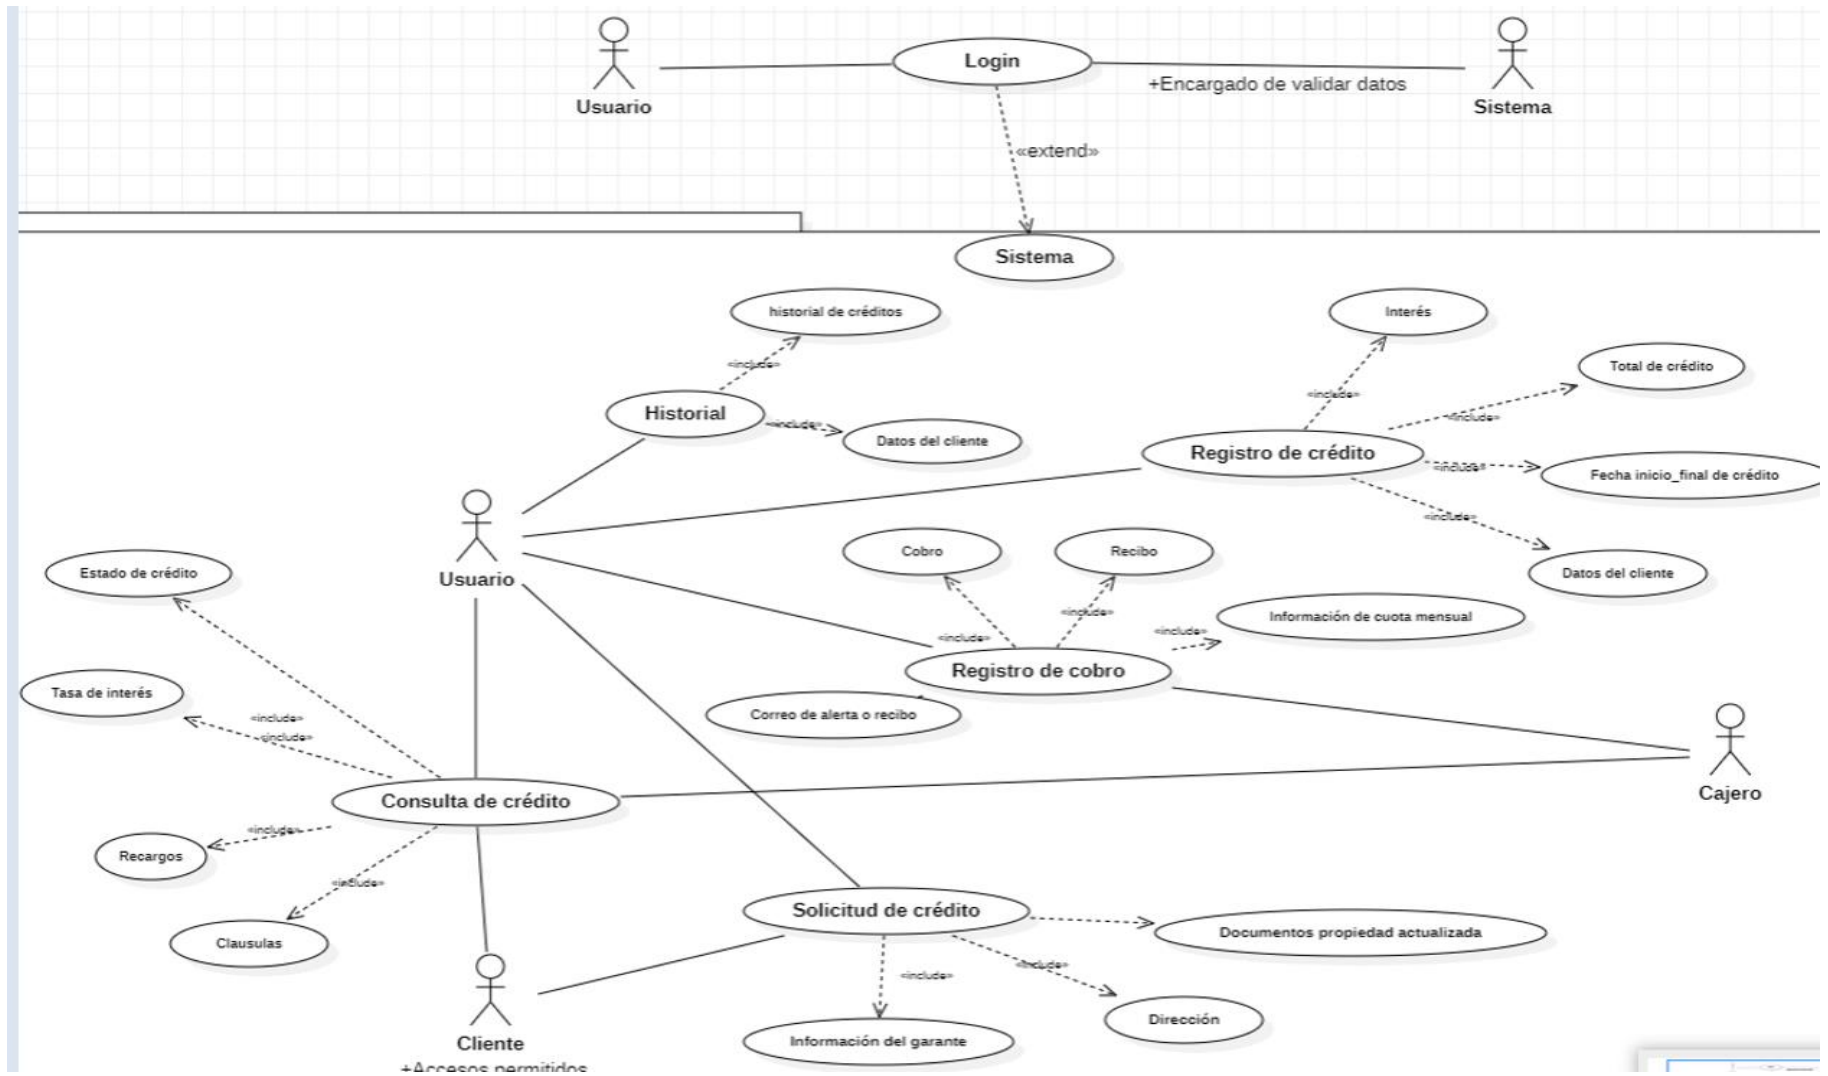 Login
+Encargado de validar datos
Usuario
Sistema
«extend»
Sistema
historial de créditos
Interés
«include»
Total de crédito
«include»
Historial
«include»
«include»
Datos del cliente
Registro de crédito
«include»
Fecha inicio_final de crédito
«include»
Cobro
Recibo
Estado de crédito
Usuario
Datos del cliente
«include»
Información de cuota mensual
«include»
«include»
Registro de cobro
Tasa de interés
Correo de alerta o recibo
«include»
«include»
Cajero
Consulta de crédito
«include»
Recargos
«include»
Solicitud de crédito
Documentos propiedad actualizada
Clausulas
«include»
«include»
Dirección
Cliente
Información del garante
+Accesos permitidos